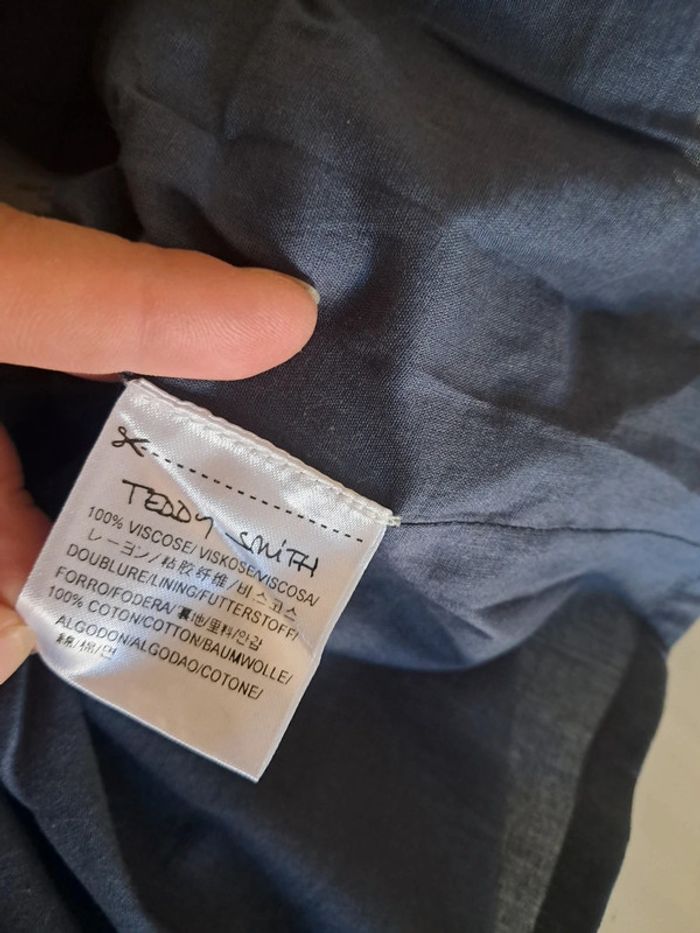 TEDDY SMITH
100% VISCOSE/VISKOSE/VISCOSA/
レーヨン/粘胶纤维/비스코스
DOUBLURE/LINING/FUTTERSTOFF/
FORRO/FODERA/裏地/里料/안감
100% COTON/COTTON/BAUMWOLLE/
ALGODON/ALGODAO/COTONE/
綿/棉/면